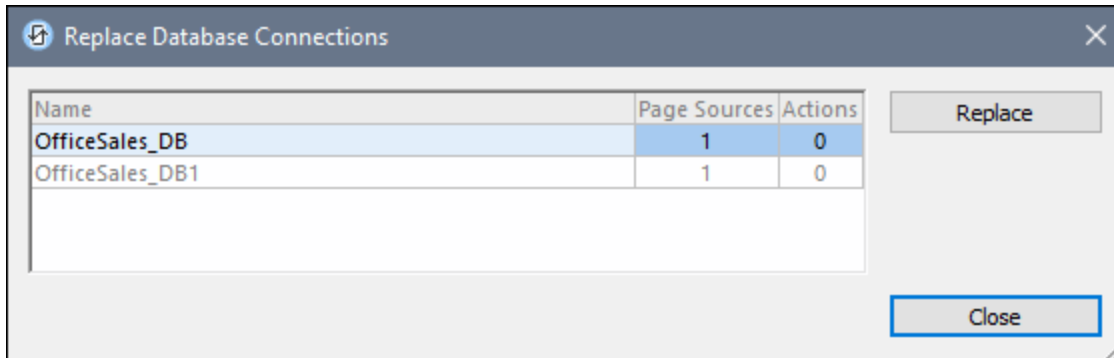 Replace Database Connections
Name Page Sources Actions Replace
OfficeSales_DB 1 0
OfficeSales_DB1 1 0
Close